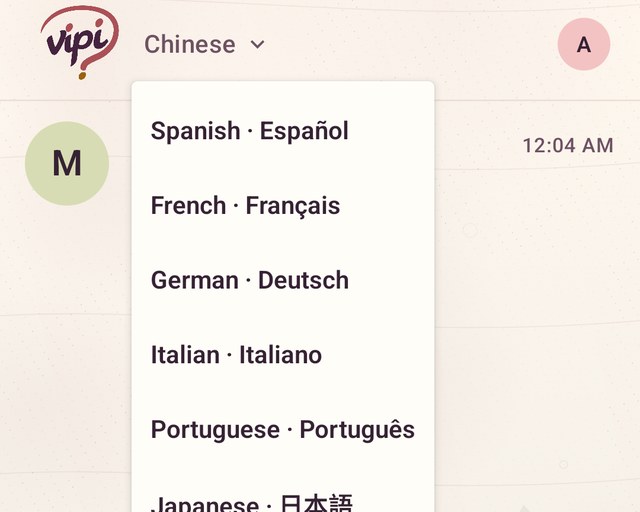 vipi
Chinese
A
M
12:04 AM
Spanish · Español
French · Français
German · Deutsch
Italian · Italiano
Portuguese · Português
Japanese · 日本語